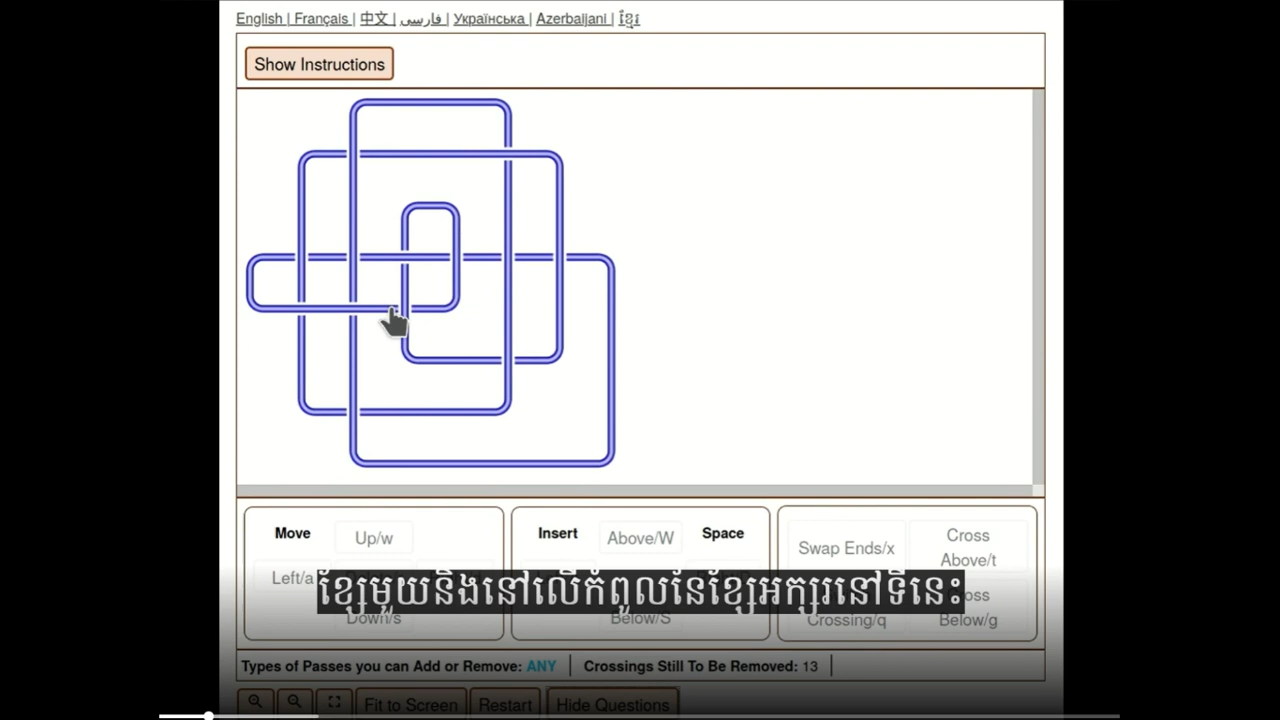 English | Français | 中文 | فارسی | Українська | Azerbaijani | ខ្មែរ
Show Instructions
Move
Up/w
Left/a
Down/s
Insert
Above/W
Space
Below/S
Swap Ends/x
Cross
Above/t
Crossing/q
Cross
Below/g
ខ្សែមួយនិងនៅលើកំពូលនៃខ្សែអក្សរនៅទីនេះ
Types of Passes you can Add or Remove: ANY
Crossings Still To Be Removed: 13
Fit to Screen
Restart
Hide Questions